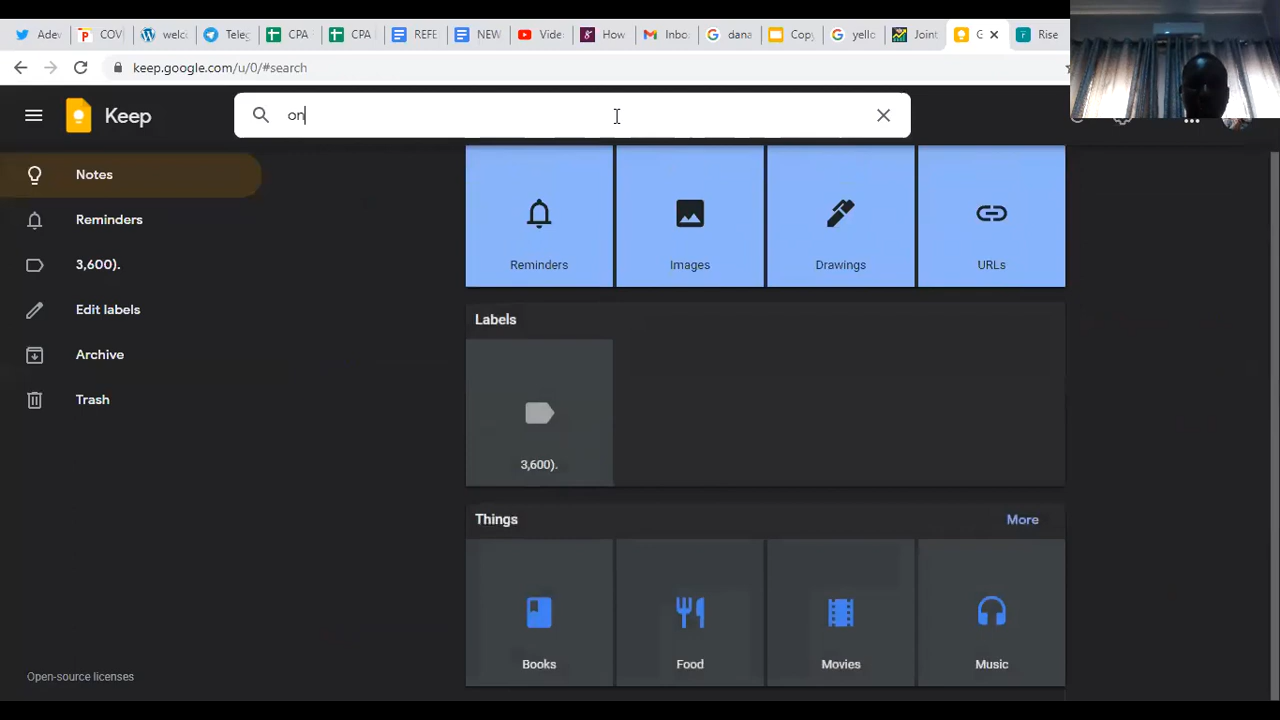 Adev
COV
welc
Teleg
CPA
CPA
REFE
NEW
Vide
How
Inbo
dana
Copy
yello
Joint
G
Rise
keep.google.com/u/0/#search
Keep
on
Notes
Reminders
3,600).
Edit labels
Archive
Trash
Reminders
Images
Drawings
URLs
Labels
3,600).
Things
More
Books
Food
Movies
Music
Open-source licenses